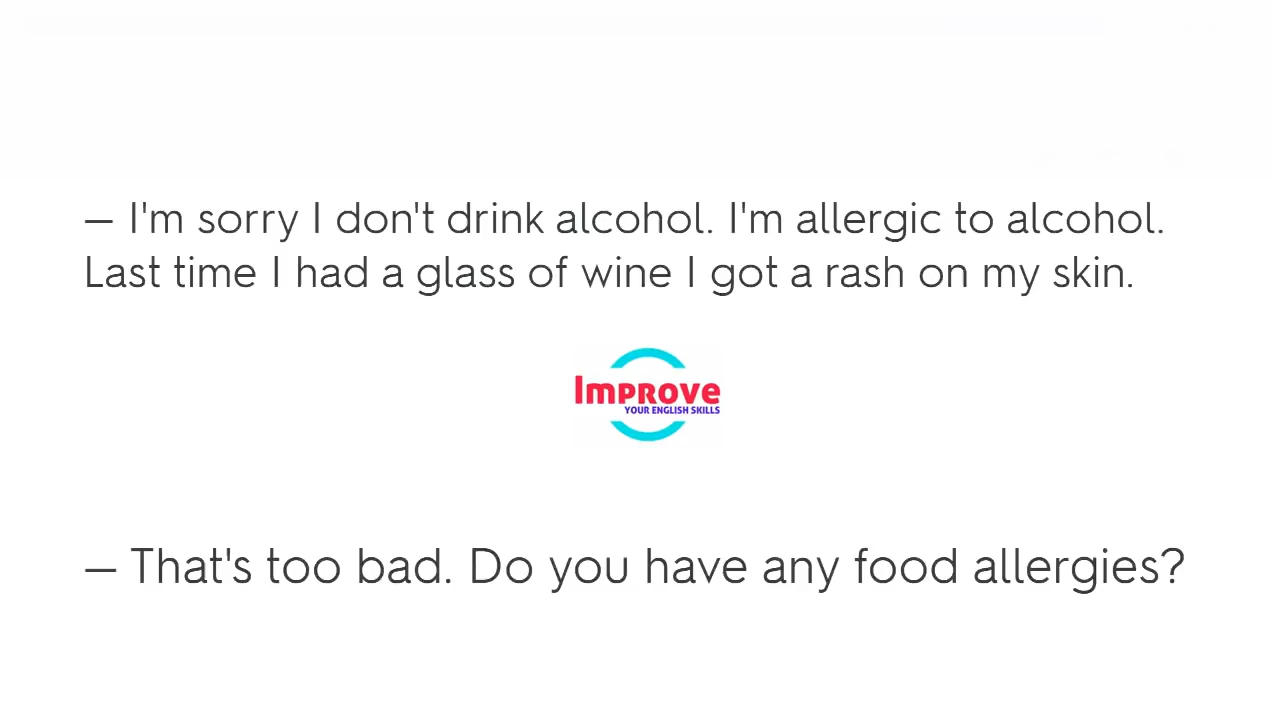 — I'm sorry I don't drink alcohol. I'm allergic to alcohol.
Last time I had a glass of wine I got a rash on my skin.
IMPROVE
YOUR ENGLISH SKILLS
— That's too bad. Do you have any food allergies?